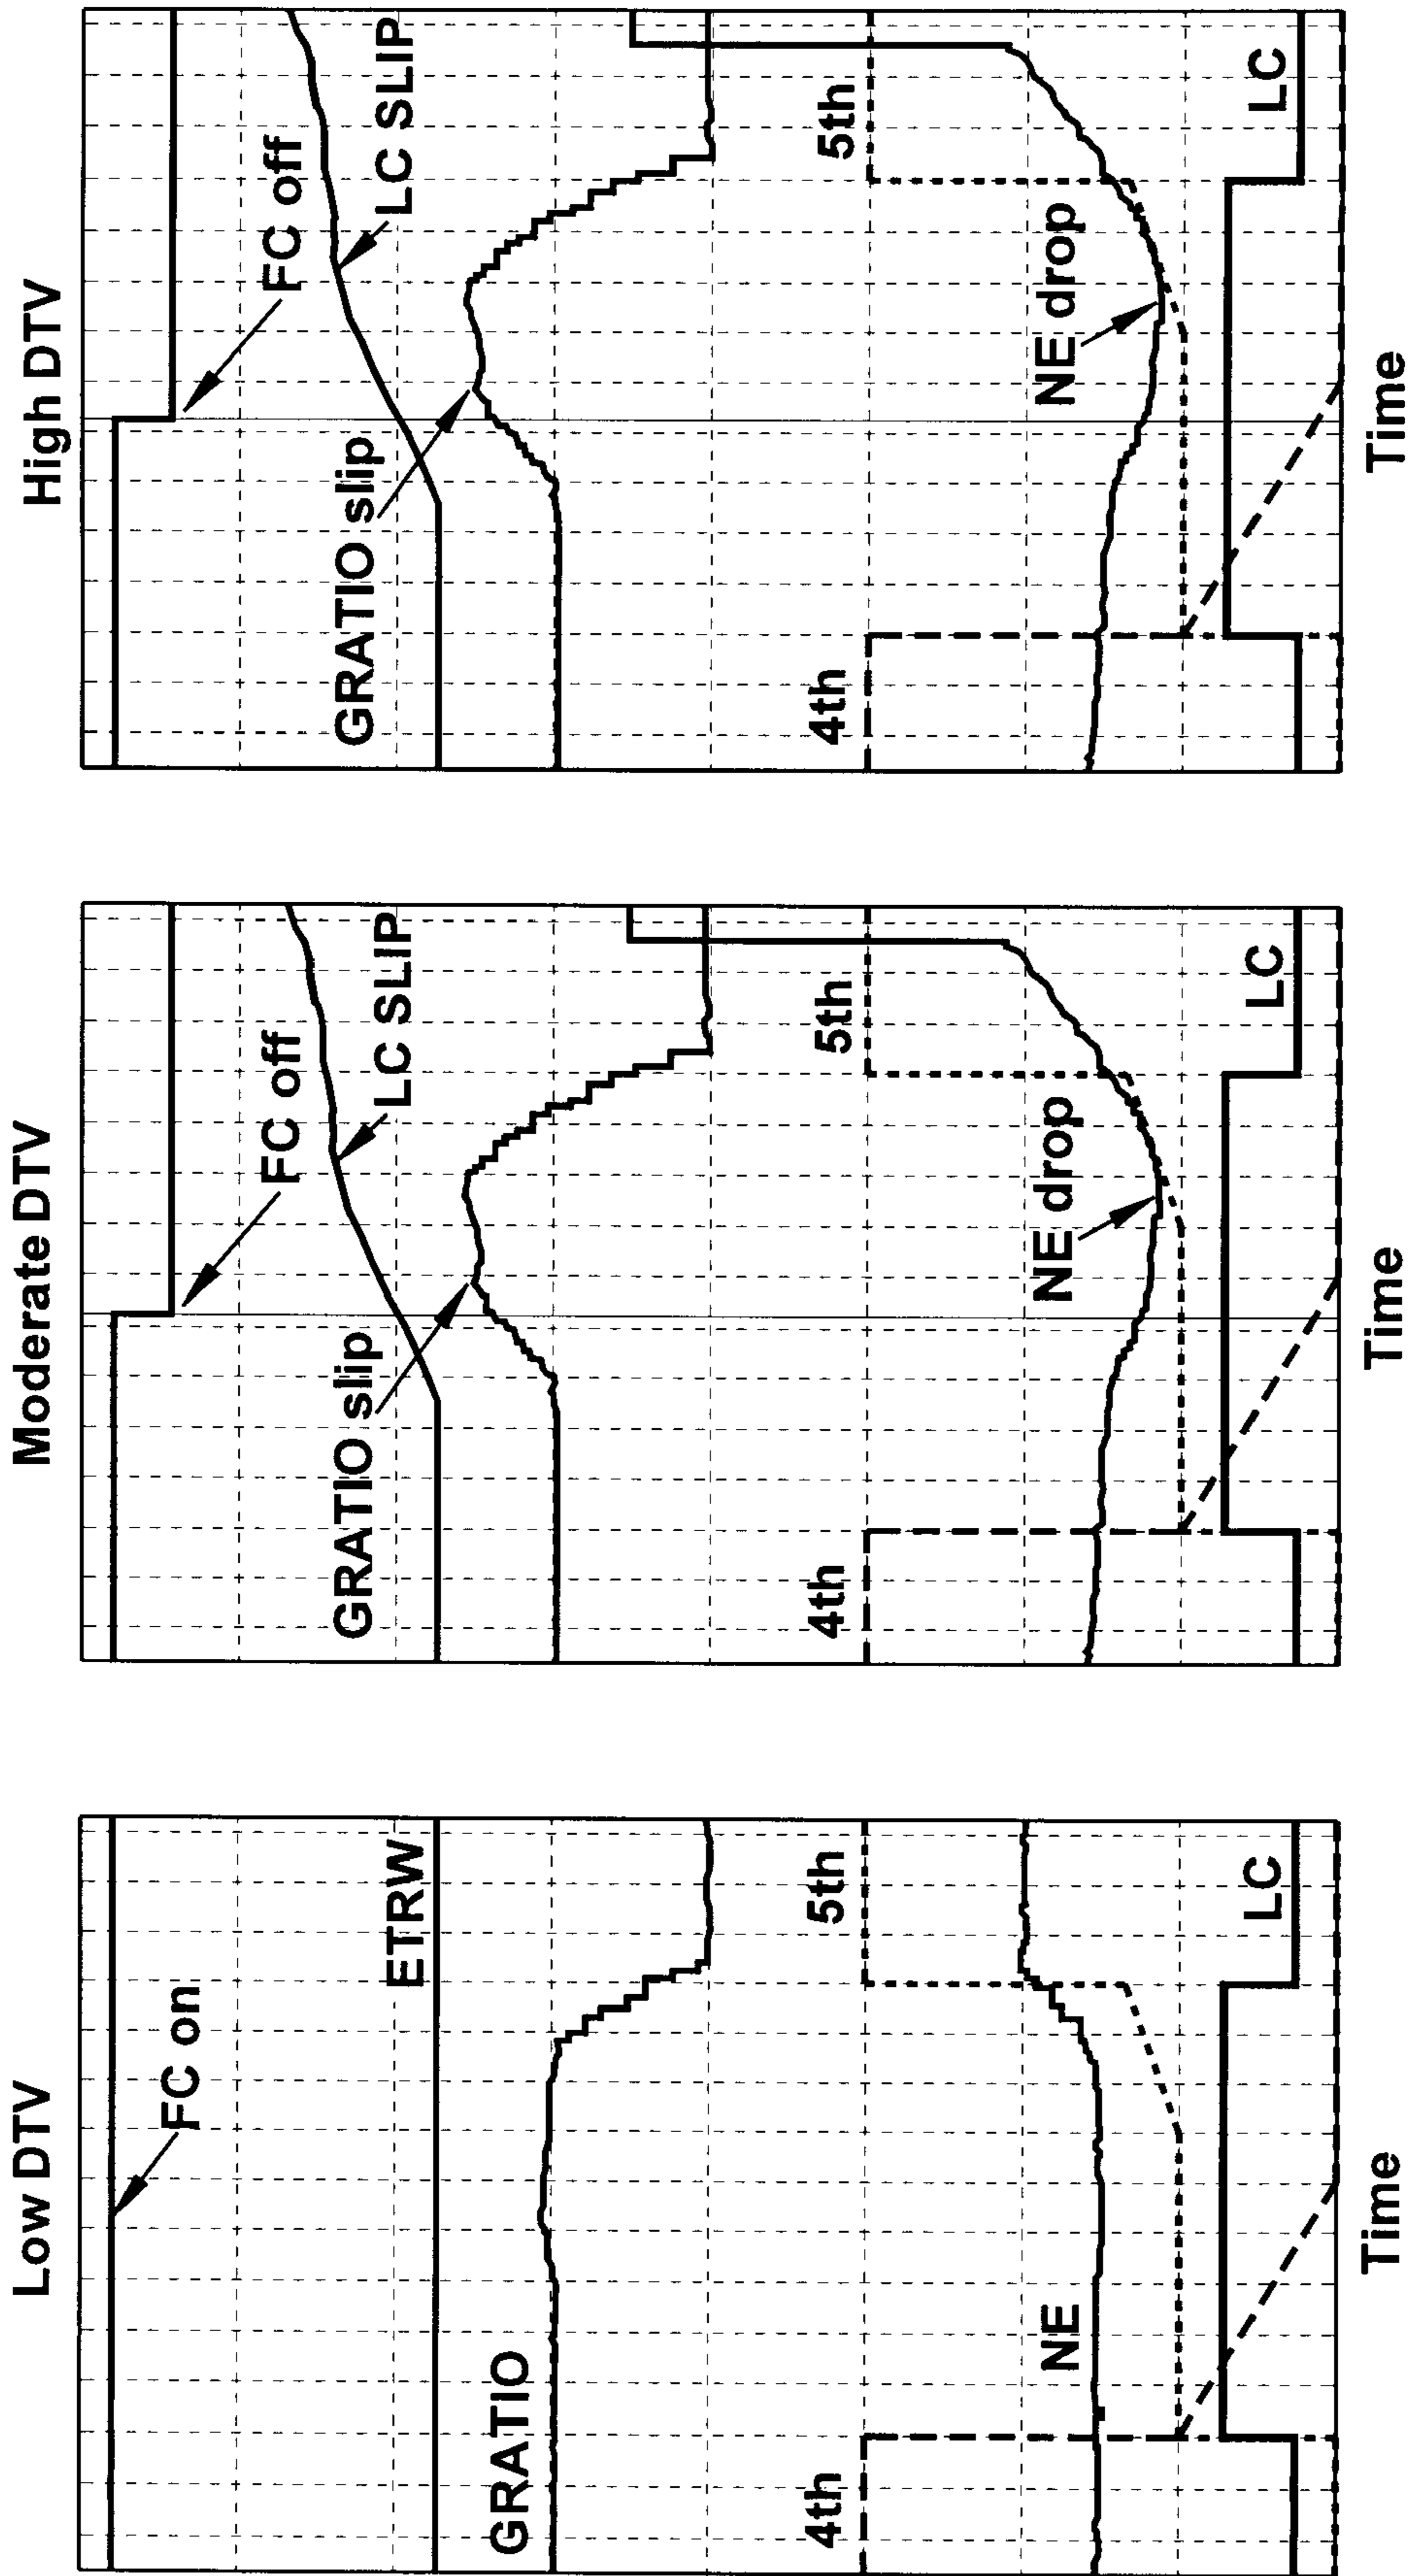 Low DTV
FC on
ETRW
GRATIO
4th
5th
NE
LC
Time
Moderate DTV
FC off
LC SLIP
GRATIO slip
4th
5th
NE drop
LC
Time
High DTV
FC off
LC SLIP
GRATIO slip
4th
5th
NE drop
LC
Time